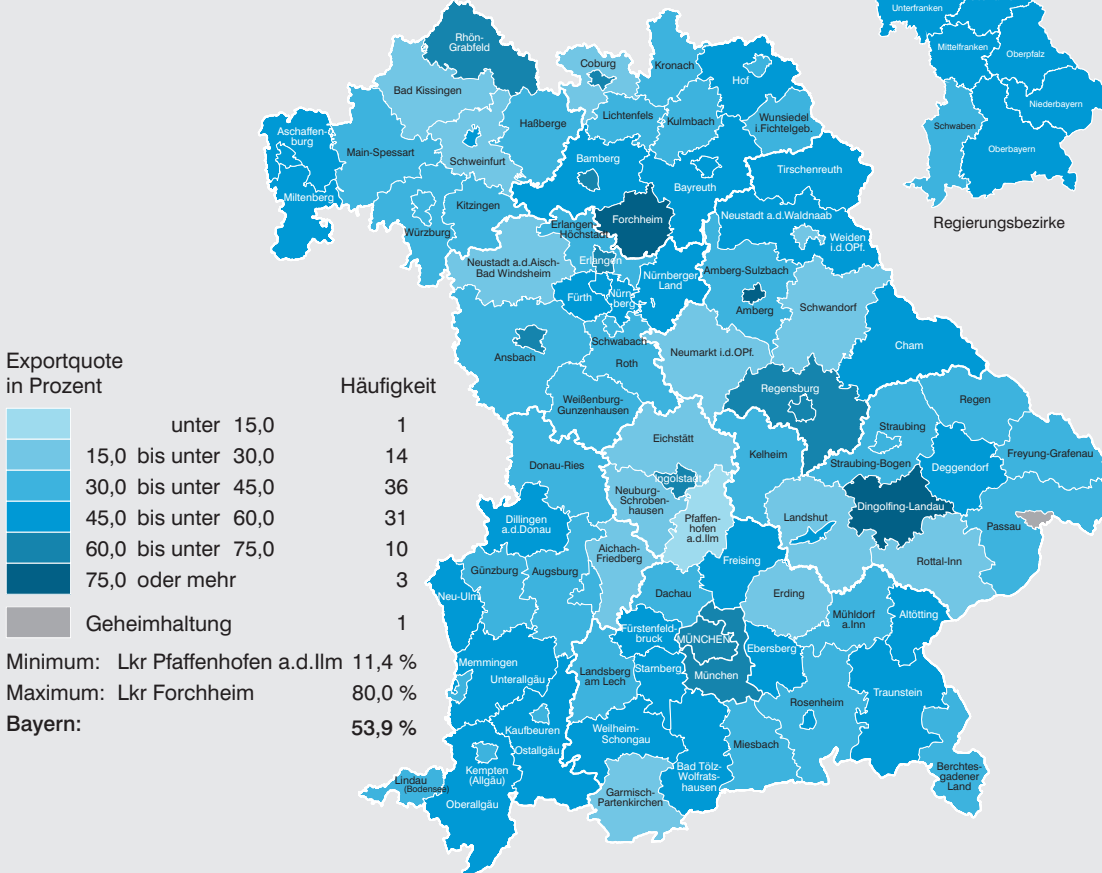 Unterfranken
Mittelfranken
Oberpfalz
Niederbayern
Schwaben
Oberbayern
Regierungsbezirke
Rhön-
Grabfeld
Coburg
Kronach
Hof
Bad Kissingen
Lichtenfels
Kulmbach
Wunsiedel
i.Fichtelgeb.
Haßberge
Aschaffen-
burg
Main-Spessart
Schweinfurt
Bamberg
Bayreuth
Tirschenreuth
Miltenberg
Kitzingen
Würzburg
Forchheim
Erlangen-
Höchstadt
Neustadt a.d.Waldnaab
Weiden
i.d.OPf.
Neustadt a.d.Aisch-
Bad Windsheim
Erlangen
Nürnberger
Land
Amberg-Sulzbach
Fürth
Nürn-
berg
Amberg
Schwandorf
Ansbach
Schwabach
Roth
Neumarkt i.d.OPf.
Cham
Weißenburg-
Gunzenhausen
Regensburg
Regen
Straubing
Eichstätt
Kelheim
Straubing-Bogen
Freyung-Grafenau
Donau-Ries
Ingolstadt
Deggendorf
Neuburg-
Schroben-
hausen
Dingolfing-Landau
Pfaffen-
hofen
a.d.Ilm
Landshut
Passau
Dillingen
a.d.Donau
Aichach-
Friedberg
Freising
Rottal-Inn
Günzburg
Augsburg
Dachau
Erding
Neu-Ulm
Mühldorf
a.Inn
Altötting
Fürstenfeld-
bruck
MÜNCHEN
Ebersberg
Memmingen
Unterallgäu
Landsberg
am Lech
Starnberg
München
Traunstein
Rosenheim
Kaufbeuren
Ostallgäu
Weilheim-
Schongau
Miesbach
Bad Tölz-
Wolfrats-
hausen
Berchtes-
gadener
Land
Kempten
(Allgäu)
Lindau
(Bodensee)
Oberallgäu
Garmisch-
Partenkirchen
Exportquote
in Prozent Häufigkeit
unter 15,0 1
15,0 bis unter 30,0 14
30,0 bis unter 45,0 36
45,0 bis unter 60,0 31
60,0 bis unter 75,0 10
75,0 oder mehr 3
Geheimhaltung 1
Minimum: Lkr Pfaffenhofen a.d.Ilm 11,4 %
Maximum: Lkr Forchheim 80,0 %
Bayern: 53,9 %